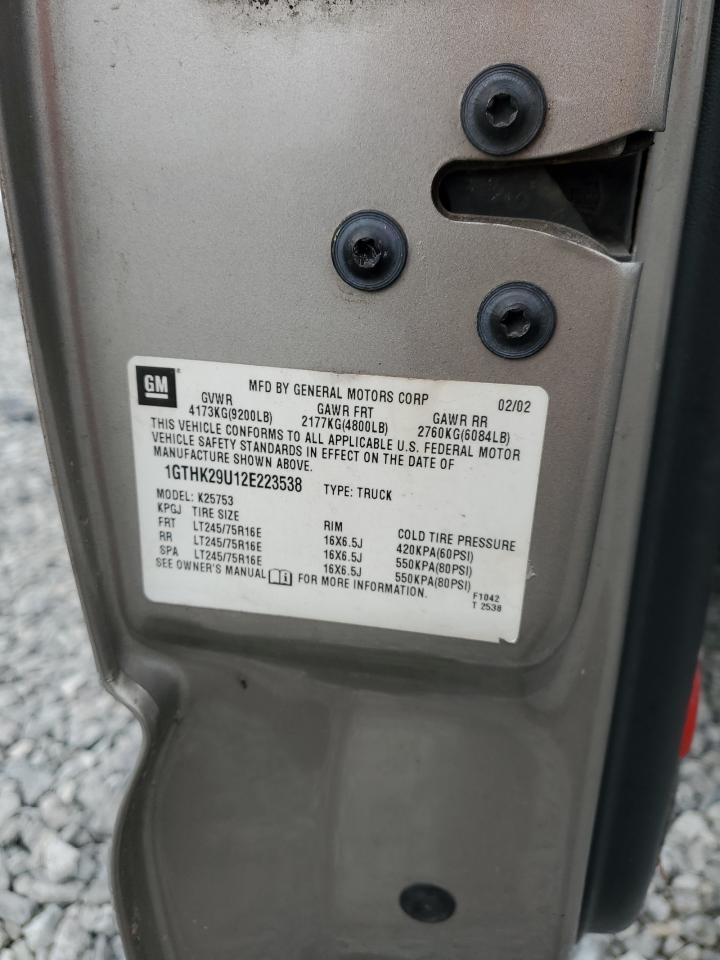 GM ® MFD BY GENERAL MOTORS CORP 02/02
GVWR GAWR FRT GAWR RR
4173KG(9200LB) 2177KG(4800LB) 2760KG(6084LB)
THIS VEHICLE CONFORMS TO ALL APPLICABLE U.S. FEDERAL MOTOR
VEHICLE SAFETY STANDARDS IN EFFECT ON THE DATE OF
MANUFACTURE SHOWN ABOVE.
1GTHK29U12E223538 TYPE: TRUCK
MODEL: K25753
KPGJ TIRE SIZE RIM COLD TIRE PRESSURE
FRT LT245/75R16E 16X6.5J 420KPA(60PSI)
RR LT245/75R16E 16X6.5J 550KPA(80PSI)
SPA LT245/75R16E 16X6.5J 550KPA(80PSI)
SEE OWNER'S MANUAL FOR MORE INFORMATION.
F1042
T 2538